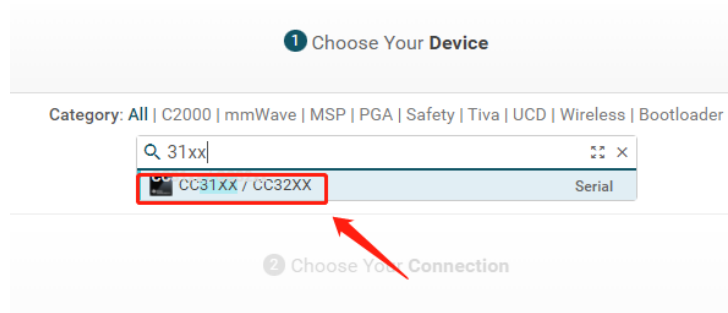 1 Choose Your Device
Category: All | C2000 | mmWave | MSP | PGA | Safety | Tiva | UCD | Wireless | Bootloader
31xx
CC31XX / CC32XX Serial
2 Choose Your Connection